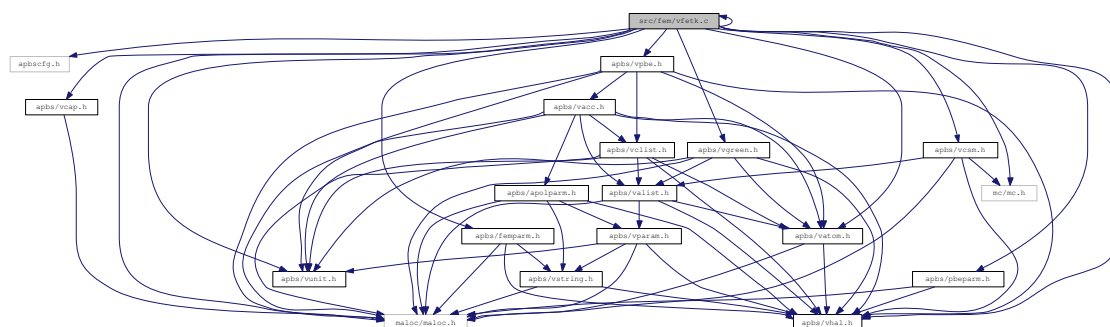 src/fem/vfetk.c
apbscfg.h
apbs/vpbe.h
apbs/vcap.h
apbs/vacc.h
apbs/vclist.h
apbs/vgreen.h
apbs/vcsm.h
apbs/apolparm.h
apbs/valist.h
mc/mc.h
apbs/femparm.h
apbs/vparam.h
apbs/vatom.h
apbs/vunit.h
apbs/vstring.h
apbs/pbeparm.h
maloc/maloc.h
apbs/vhal.h